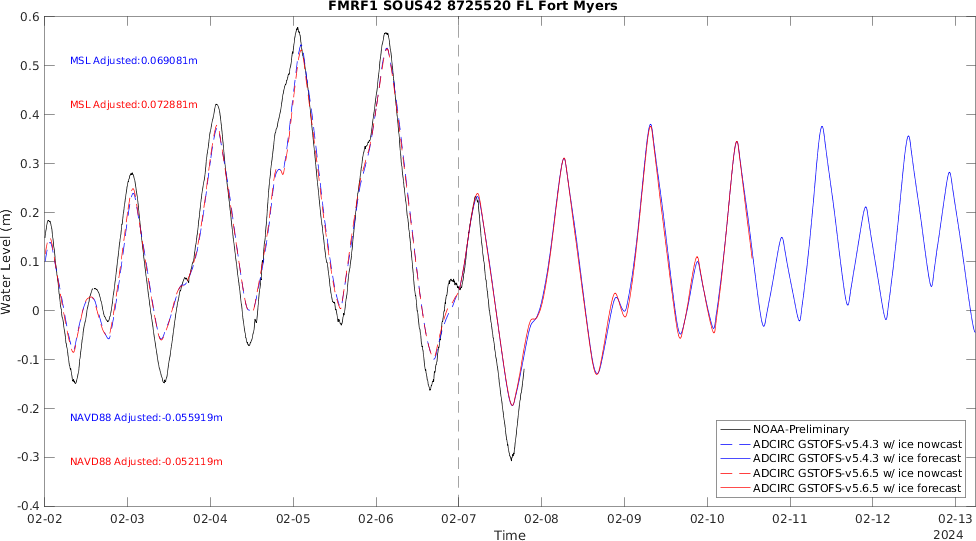 FMRF1 SOUS42 8725520 FL Fort Myers
0.6
0.5
0.4
0.3
0.2
0.1
0
-0.1
-0.2
-0.3
-0.4
Water Level (m)
MSL Adjusted:0.069081m
MSL Adjusted:0.072881m
NAVD88 Adjusted:-0.055919m
NAVD88 Adjusted:-0.052119m
NOAA-Preliminary
ADCIRC GSTOFS-v5.4.3 w/ ice nowcast
ADCIRC GSTOFS-v5.4.3 w/ ice forecast
ADCIRC GSTOFS-v5.6.5 w/ ice nowcast
ADCIRC GSTOFS-v5.6.5 w/ ice forecast
02-02 02-03 02-04 02-05 02-06 02-07 02-08 02-09 02-10 02-11 02-12 02-13
2024
Time